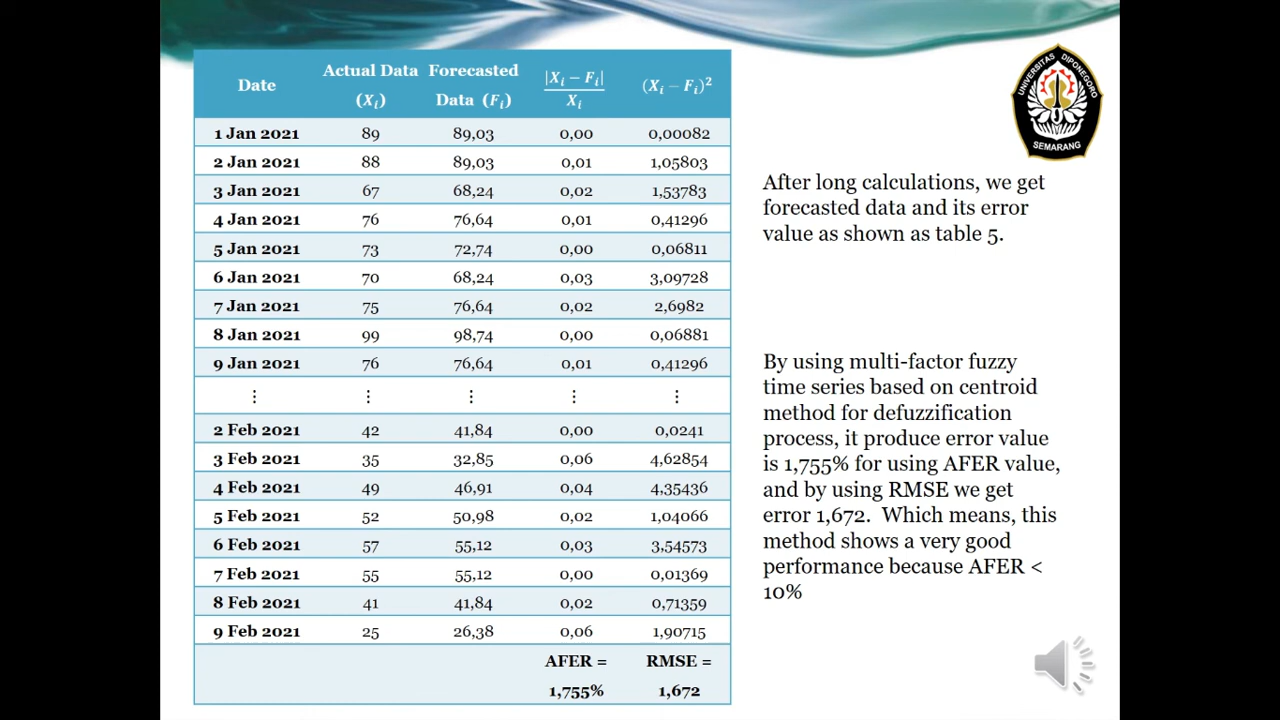 Date Actual Data (Xᵢ) Forecasted Data (Fᵢ) |Xᵢ − Fᵢ| / Xᵢ (Xᵢ − Fᵢ)²
1 Jan 2021 89 89,03 0,00 0,00082
2 Jan 2021 88 89,03 0,01 1,05803
3 Jan 2021 67 68,24 0,02 1,53783
4 Jan 2021 76 76,64 0,01 0,41296
5 Jan 2021 73 72,74 0,00 0,06811
6 Jan 2021 70 68,24 0,03 3,09728
7 Jan 2021 75 76,64 0,02 2,6982
8 Jan 2021 99 98,74 0,00 0,06881
9 Jan 2021 76 76,64 0,01 0,41296
⋮ ⋮ ⋮ ⋮ ⋮
2 Feb 2021 42 41,84 0,00 0,0241
3 Feb 2021 35 32,85 0,06 4,62854
4 Feb 2021 49 46,91 0,04 4,35436
5 Feb 2021 52 50,98 0,02 1,04066
6 Feb 2021 57 55,12 0,03 3,54573
7 Feb 2021 55 55,12 0,00 0,01369
8 Feb 2021 41 41,84 0,02 0,71359
9 Feb 2021 25 26,38 0,06 1,90715
AFER = RMSE =
1,755% 1,672
UNIVERSITAS DIPONEGORO
SEMARANG
After long calculations, we get
forecasted data and its error
value as shown as table 5.
By using multi-factor fuzzy
time series based on centroid
method for defuzzification
process, it produce error value
is 1,755% for using AFER value,
and by using RMSE we get
error 1,672. Which means, this
method shows a very good
performance because AFER <
10%